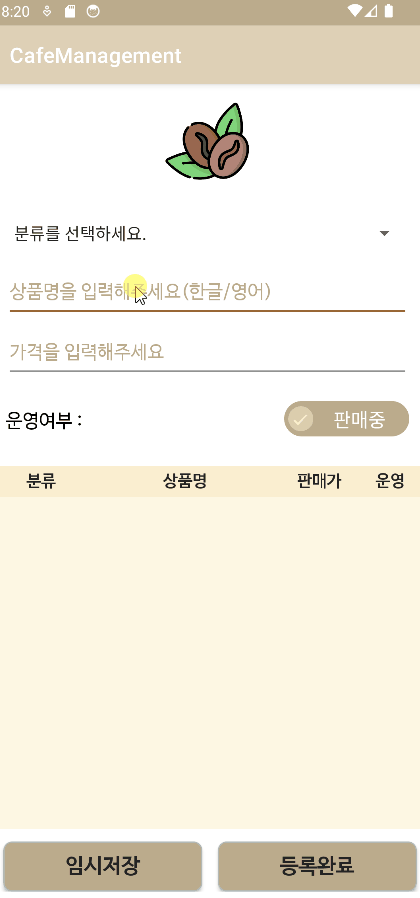 8:20
CafeManagement
분류를 선택하세요.
상품명을 입력해주세요(한글/영어)
가격을 입력해주세요
운영여부 : 판매중
분류 상품명 판매가 운영
임시저장 등록완료